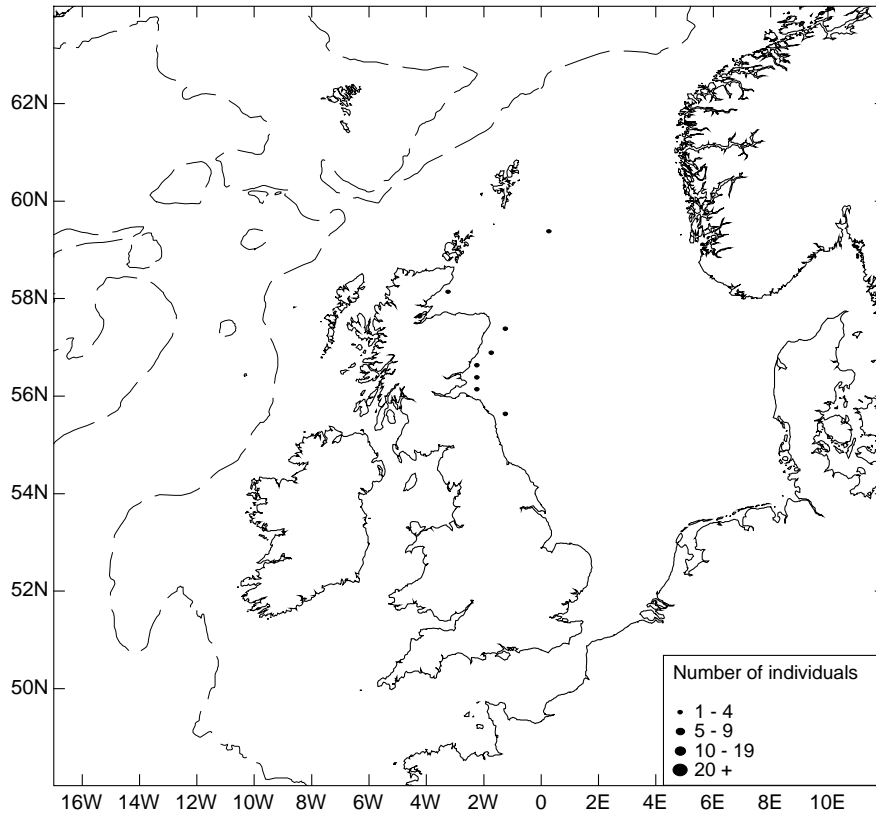 62N
60N
58N
56N
54N
52N
50N
Number of individuals
1 - 4
5 - 9
10 - 19
20 +
16W 14W 12W 10W 8W 6W 4W 2W 0 2E 4E 6E 8E 10E